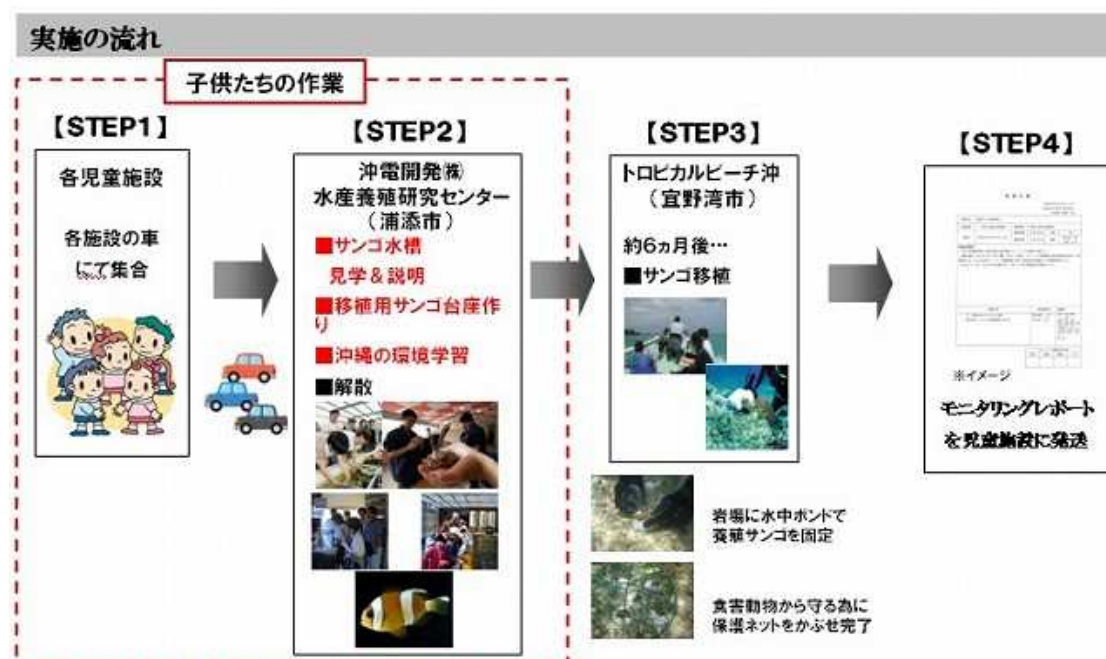 実施の流れ
子供たちの作業
【STEP1】
各児童施設
各施設の車
にて集合
【STEP2】
沖電開発㈱
水産養殖研究センター
（浦添市）
■サンゴ水槽
見学&説明
■移植用サンゴ台座作
り
■沖縄の環境学習
■解散
【STEP3】
トロピカルビーチ沖
（宜野湾市）
約6ヵ月後…
■サンゴ移植
岩場に水中ボンドで
養殖サンゴを固定
食害動物から守る為に
保護ネットをかぶせ完了
【STEP4】
※イメージ
モニタリングレポート
を児童施設に発送